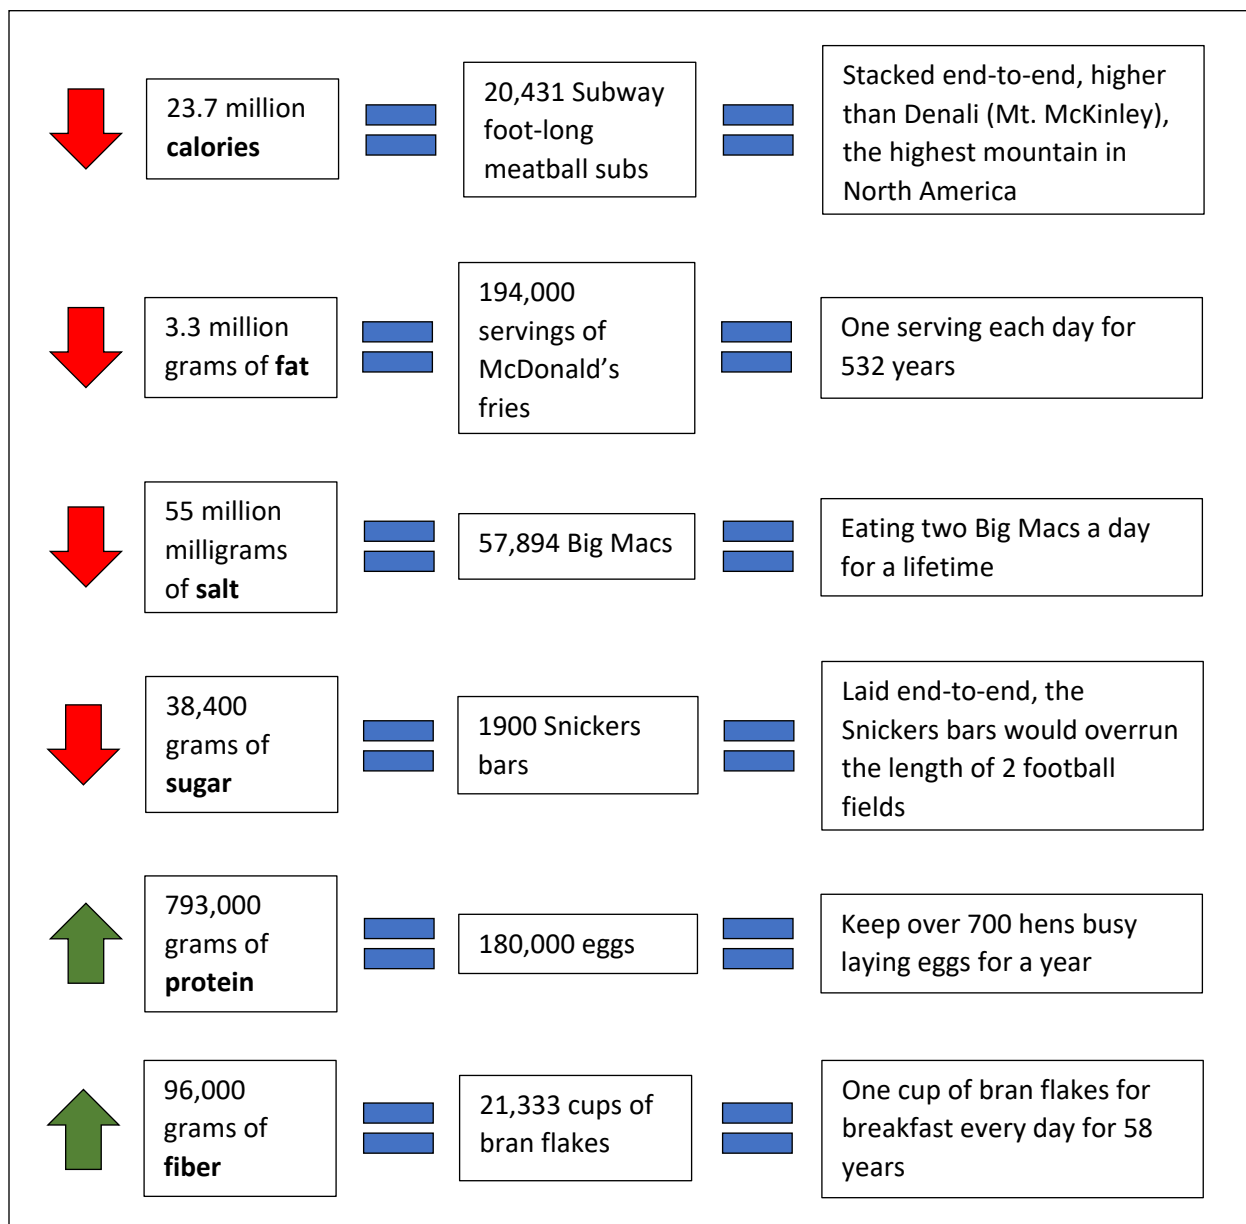 23.7 million
calories
20,431 Subway
foot-long
meatball subs
Stacked end-to-end, higher
than Denali (Mt. McKinley),
the highest mountain in
North America
3.3 million
grams of fat
194,000
servings of
McDonald’s
fries
One serving each day for
532 years
55 million
milligrams
of salt
57,894 Big Macs
Eating two Big Macs a day
for a lifetime
38,400
grams of
sugar
1900 Snickers
bars
Laid end-to-end, the
Snickers bars would overrun
the length of 2 football
fields
793,000
grams of
protein
180,000 eggs
Keep over 700 hens busy
laying eggs for a year
96,000
grams of
fiber
21,333 cups of
bran flakes
One cup of bran flakes for
breakfast every day for 58
years